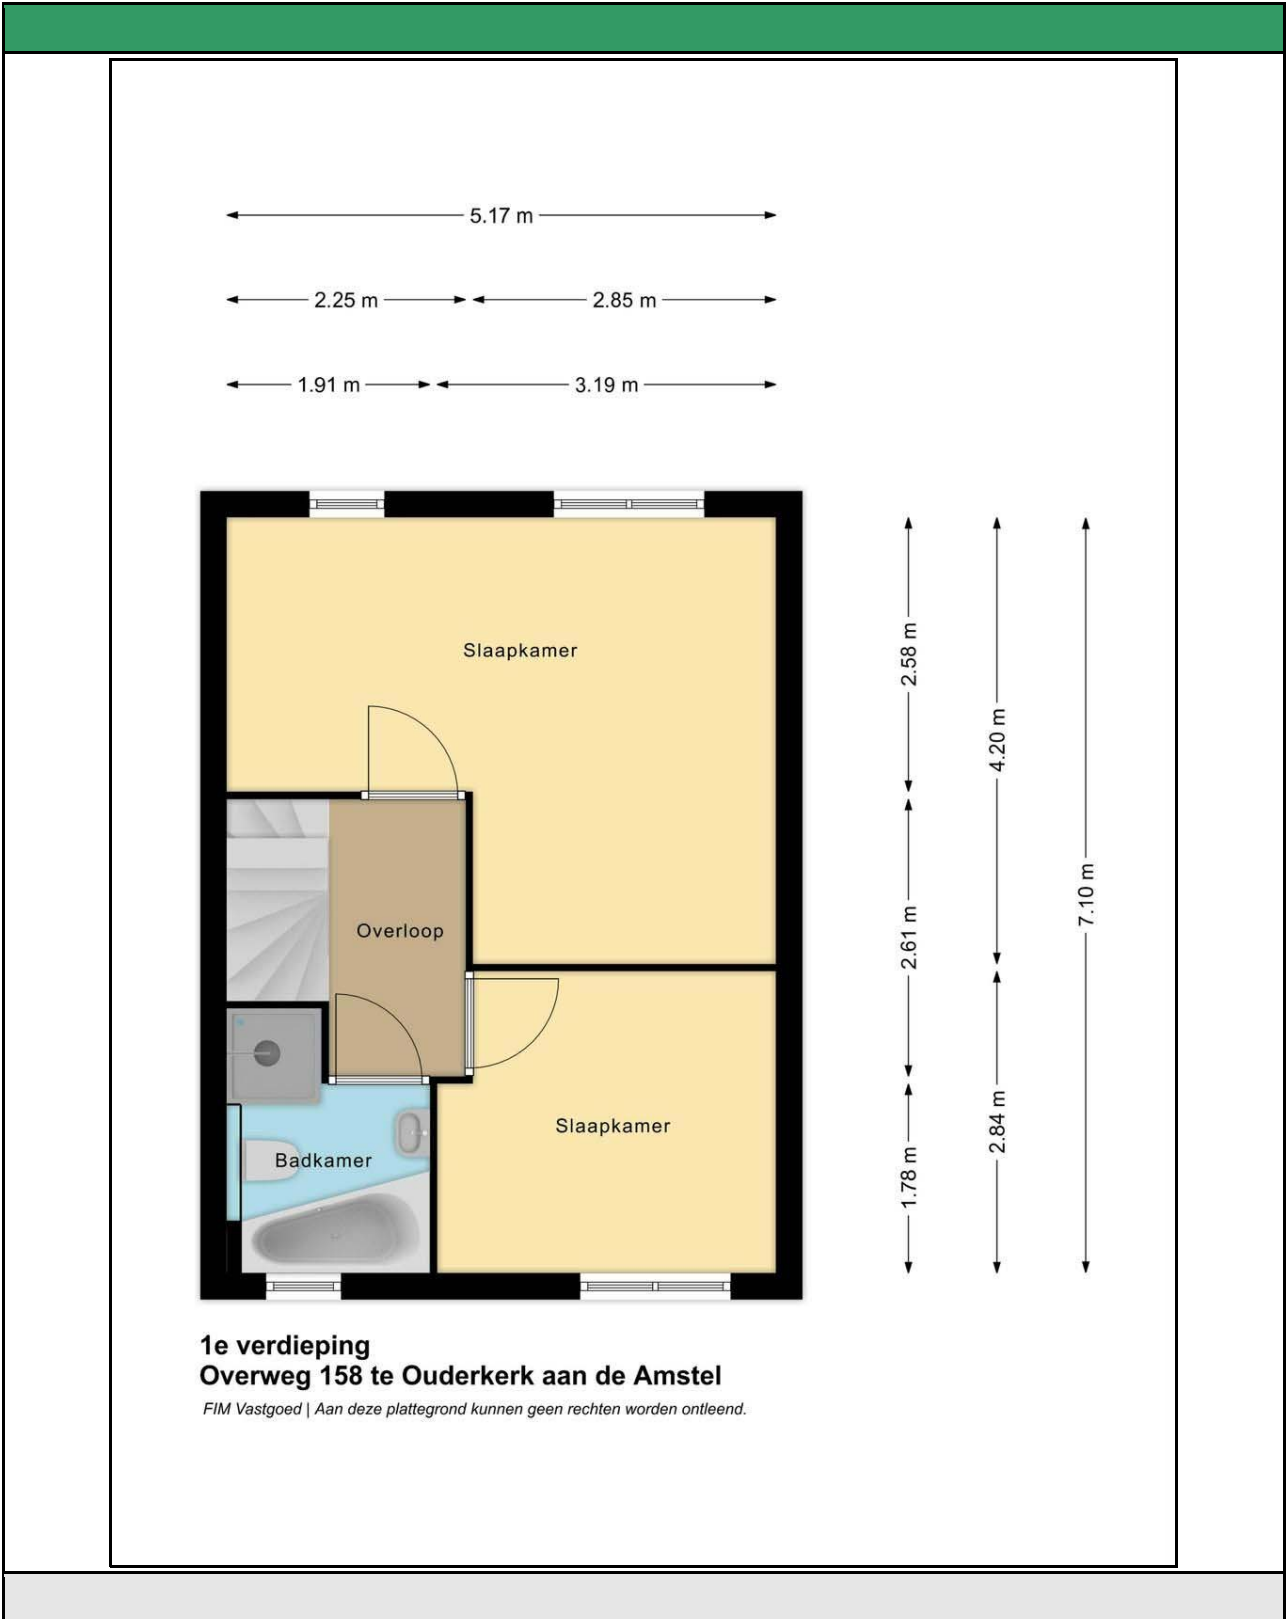 5.17 m
2.25 m
2.85 m
1.91 m
3.19 m
Slaapkamer
2.58 m
4.20 m
7.10 m
Overloop
2.61 m
Slaapkamer
Badkamer
1.78 m
2.84 m
1e verdieping
Overweg 158 te Ouderkerk aan de Amstel
FIM Vastgoed | Aan deze plattegrond kunnen geen rechten worden ontleend.